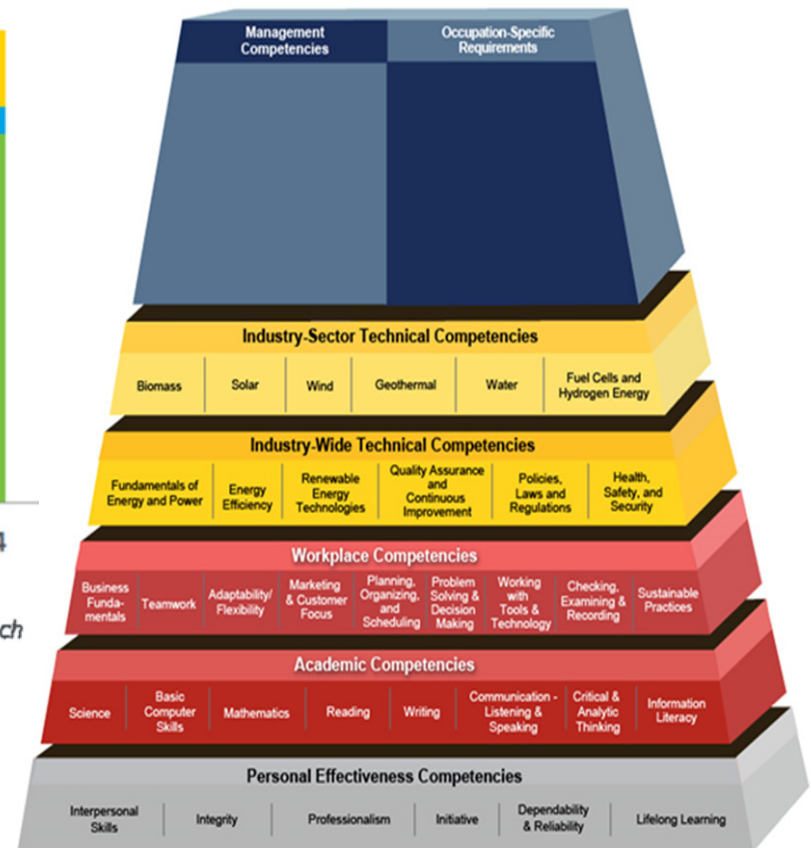 Management
Competencies
Occupation-Specific
Requirements
Industry-Sector Technical Competencies
Biomass
Solar
Wind
Geothermal
Water
Fuel Cells and
Hydrogen Energy
Industry-Wide Technical Competencies
Fundamentals of
Energy and Power
Energy
Efficiency
Renewable
Energy
Technologies
Quality Assurance
and
Continuous
Improvement
Policies,
Laws and
Regulations
Health,
Safety, and
Security
4
Workplace Competencies
Business
Funda-
mentals
Teamwork
Adaptability/
Flexibility
Marketing
& Customer
Focus
Planning,
Organizing,
and
Scheduling
Problem
Solving &
Decision
Making
Working
with
Tools &
Technology
Checking,
Examining &
Recording
Sustainable
Practices
ch
Academic Competencies
Science
Basic
Computer
Skills
Mathematics
Reading
Writing
Communication -
Listening &
Speaking
Critical &
Analytic
Thinking
Information
Literacy
Personal Effectiveness Competencies
Interpersonal
Skills
Integrity
Professionalism
Initiative
Dependability
& Reliability
Lifelong Learning